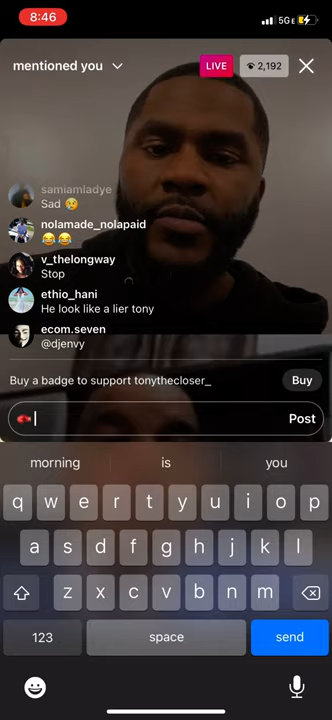 8:46
5GE
mentioned you
LIVE
2,192
samiamladye
Sad 😢
nolamade_nolapaid
😂😂
v_thelongway
Stop
ethio_hani
He look like a lier tony
ecom.seven
@djenvy
Buy a badge to support tonythecloser_
Buy
Post
morning is you
q w e r t y u i o p
a s d f g h j k l
z x c v b n m
123 space send